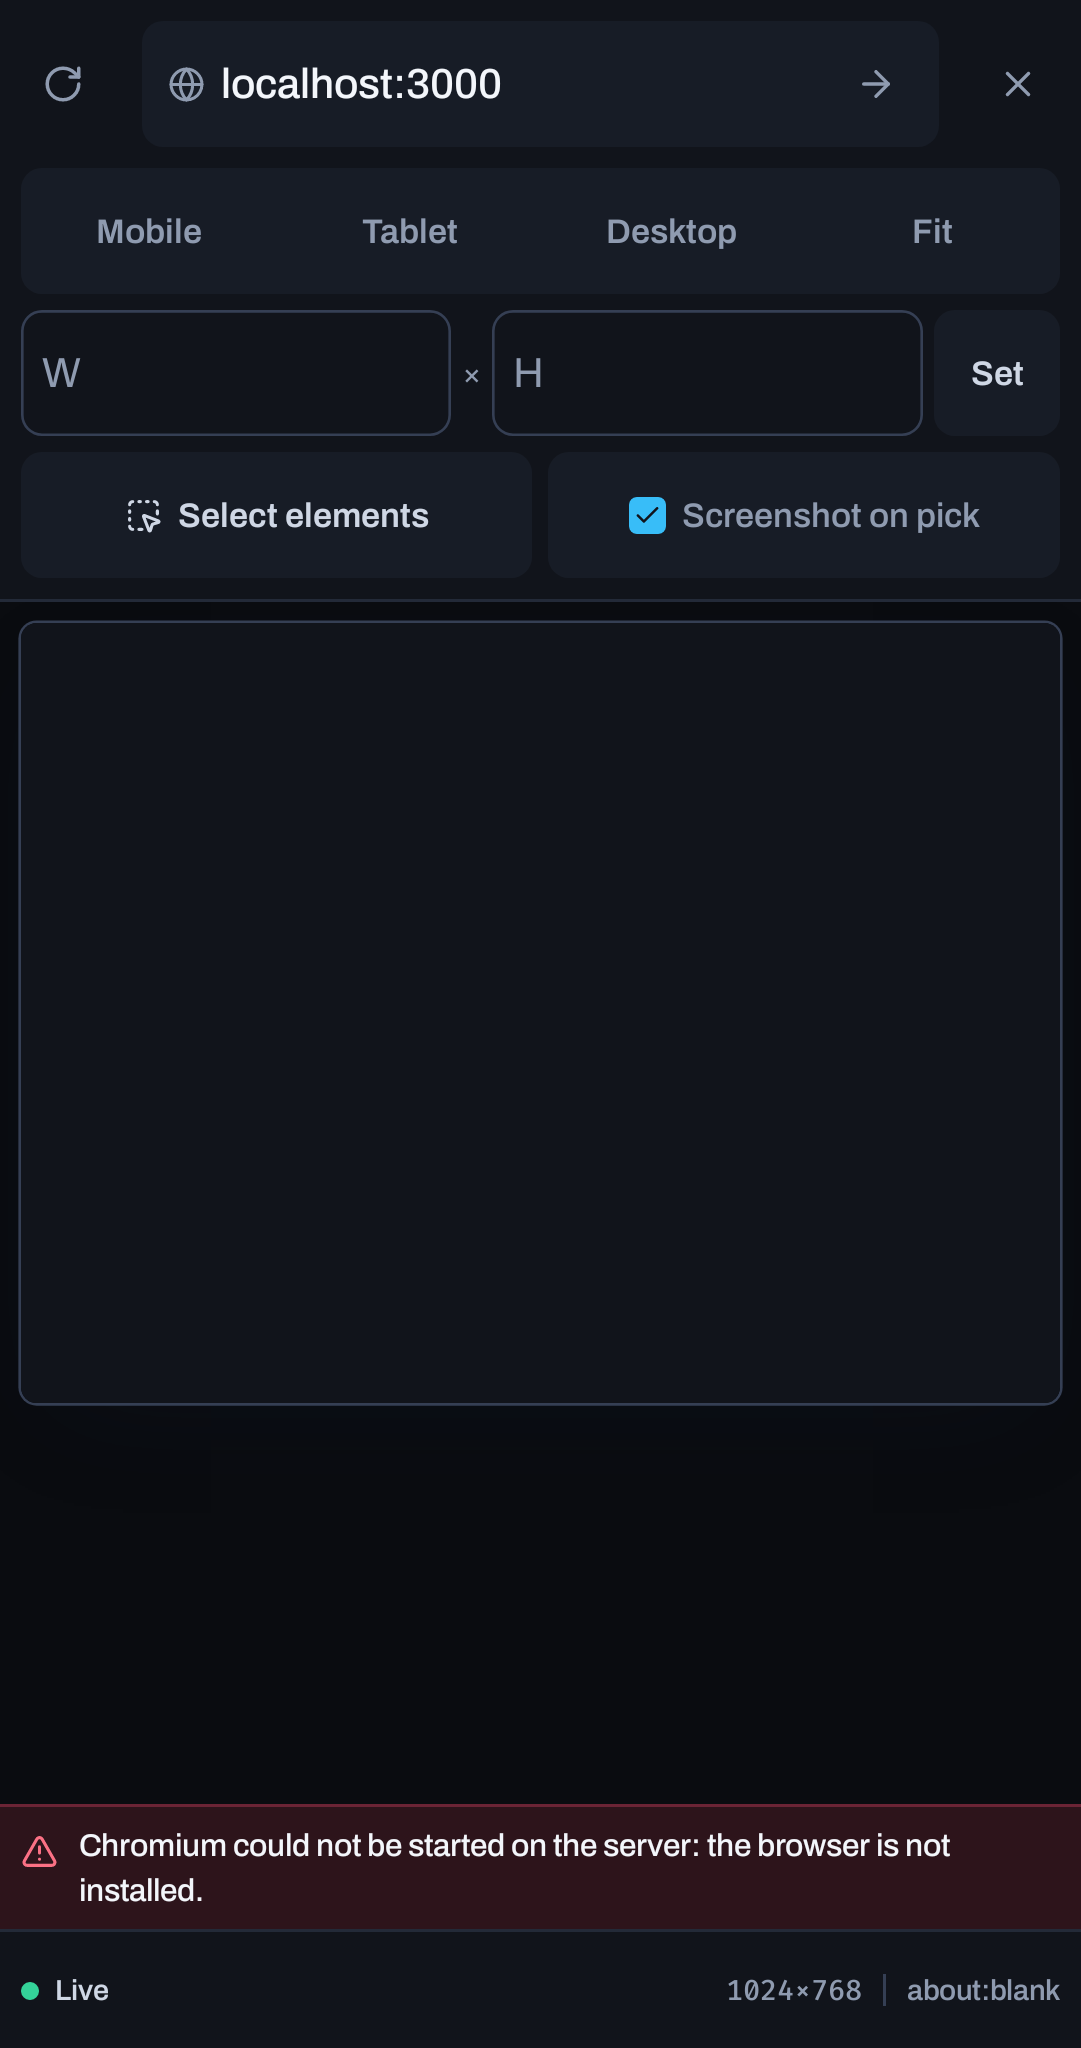 localhost:3000
Mobile Tablet Desktop Fit
W × H Set
Select elements Screenshot on pick
Chromium could not be started on the server: the browser is not
installed.
Live 1024×768 about:blank